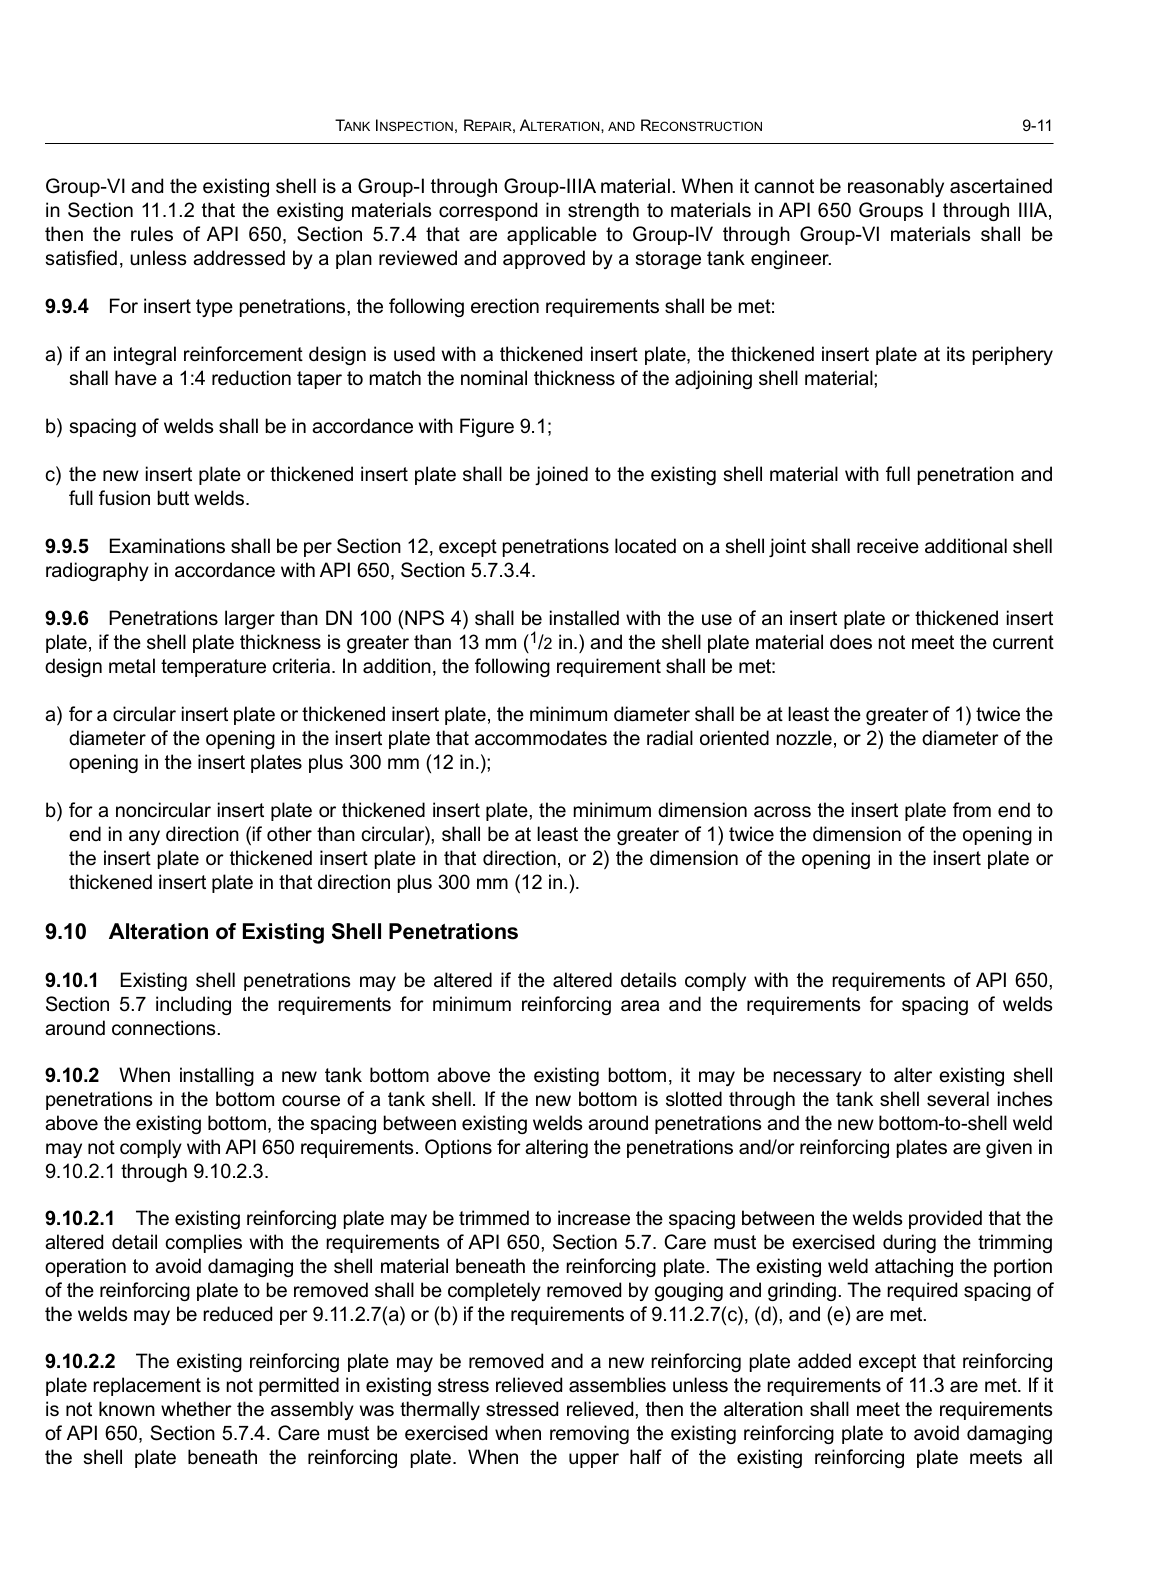 TANK INSPECTION, REPAIR, ALTERATION, AND RECONSTRUCTION 9-11
Group-VI and the existing shell is a Group-I through Group-IIIA material. When it cannot be reasonably ascertained
in Section 11.1.2 that the existing materials correspond in strength to materials in API 650 Groups I through IIIA,
then the rules of API 650, Section 5.7.4 that are applicable to Group-IV through Group-VI materials shall be
satisfied, unless addressed by a plan reviewed and approved by a storage tank engineer.
9.9.4 For insert type penetrations, the following erection requirements shall be met:
a) if an integral reinforcement design is used with a thickened insert plate, the thickened insert plate at its periphery
shall have a 1:4 reduction taper to match the nominal thickness of the adjoining shell material;
b) spacing of welds shall be in accordance with Figure 9.1;
c) the new insert plate or thickened insert plate shall be joined to the existing shell material with full penetration and
full fusion butt welds.
9.9.5 Examinations shall be per Section 12, except penetrations located on a shell joint shall receive additional shell
radiography in accordance with API 650, Section 5.7.3.4.
9.9.6 Penetrations larger than DN 100 (NPS 4) shall be installed with the use of an insert plate or thickened insert
plate, if the shell plate thickness is greater than 13 mm (1/2 in.) and the shell plate material does not meet the current
design metal temperature criteria. In addition, the following requirement shall be met:
a) for a circular insert plate or thickened insert plate, the minimum diameter shall be at least the greater of 1) twice the
diameter of the opening in the insert plate that accommodates the radial oriented nozzle, or 2) the diameter of the
opening in the insert plates plus 300 mm (12 in.);
b) for a noncircular insert plate or thickened insert plate, the minimum dimension across the insert plate from end to
end in any direction (if other than circular), shall be at least the greater of 1) twice the dimension of the opening in
the insert plate or thickened insert plate in that direction, or 2) the dimension of the opening in the insert plate or
thickened insert plate in that direction plus 300 mm (12 in.).
9.10 Alteration of Existing Shell Penetrations
9.10.1 Existing shell penetrations may be altered if the altered details comply with the requirements of API 650,
Section 5.7 including the requirements for minimum reinforcing area and the requirements for spacing of welds
around connections.
9.10.2 When installing a new tank bottom above the existing bottom, it may be necessary to alter existing shell
penetrations in the bottom course of a tank shell. If the new bottom is slotted through the tank shell several inches
above the existing bottom, the spacing between existing welds around penetrations and the new bottom-to-shell weld
may not comply with API 650 requirements. Options for altering the penetrations and/or reinforcing plates are given in
9.10.2.1 through 9.10.2.3.
9.10.2.1 The existing reinforcing plate may be trimmed to increase the spacing between the welds provided that the
altered detail complies with the requirements of API 650, Section 5.7. Care must be exercised during the trimming
operation to avoid damaging the shell material beneath the reinforcing plate. The existing weld attaching the portion
of the reinforcing plate to be removed shall be completely removed by gouging and grinding. The required spacing of
the welds may be reduced per 9.11.2.7(a) or (b) if the requirements of 9.11.2.7(c), (d), and (e) are met.
9.10.2.2 The existing reinforcing plate may be removed and a new reinforcing plate added except that reinforcing
plate replacement is not permitted in existing stress relieved assemblies unless the requirements of 11.3 are met. If it
is not known whether the assembly was thermally stressed relieved, then the alteration shall meet the requirements
of API 650, Section 5.7.4. Care must be exercised when removing the existing reinforcing plate to avoid damaging
the shell plate beneath the reinforcing plate. When the upper half of the existing reinforcing plate meets all